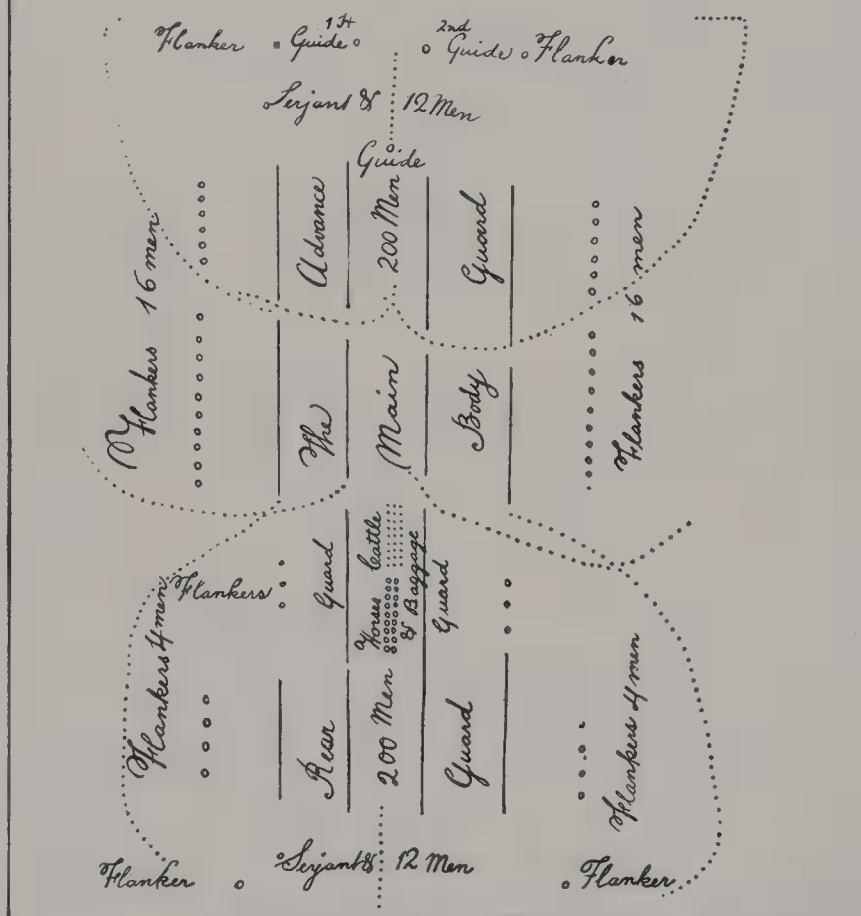 1st 2nd
Flanker Guide Guide Flanker
Serjant & 12 Men
Guide
Advance 200 Men Guard
Flankers 16 men
Flankers 16 men
The Main Body
Flankers
Guard
Horses Cattle
& Baggage
Guard
Flankers 4 men
Flankers 4 men
Rear 200 Men Guard
Serjant & 12 Men
Flanker Flanker